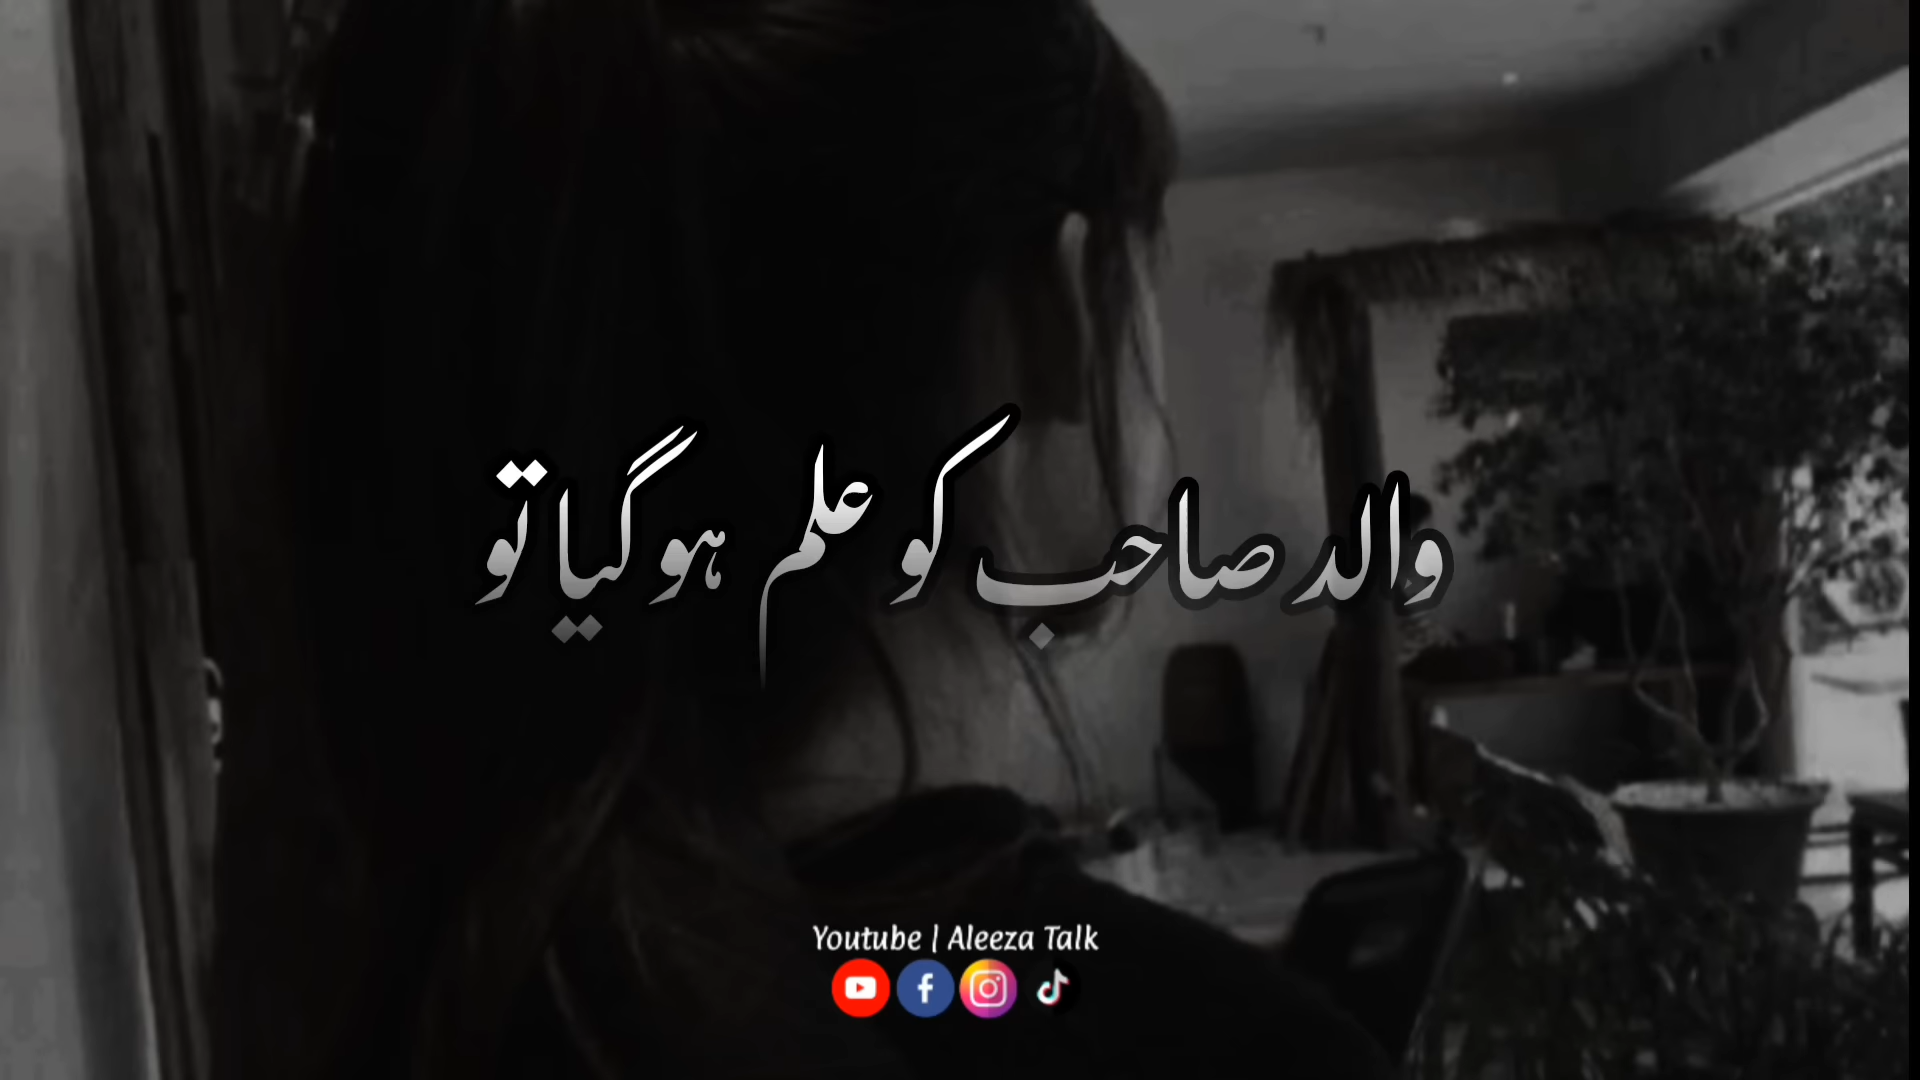 والد صاحب کو علم ہو گیا تو
Youtube | Aleeza Talk